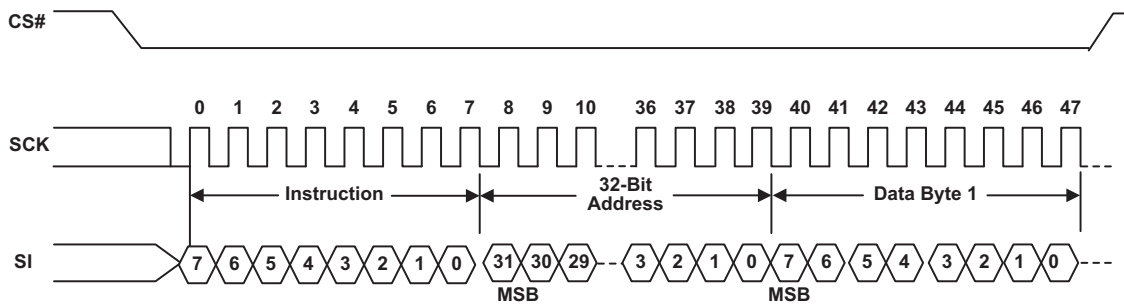 CS#
0 1 2 3 4 5 6 7 8 9 10 36 37 38 39 40 41 42 43 44 45 46 47
SCK
Instruction
32-Bit
Address
Data Byte 1
SI
7 6 5 4 3 2 1 0 31 30 29 3 2 1 0 7 6 5 4 3 2 1 0
MSB MSB